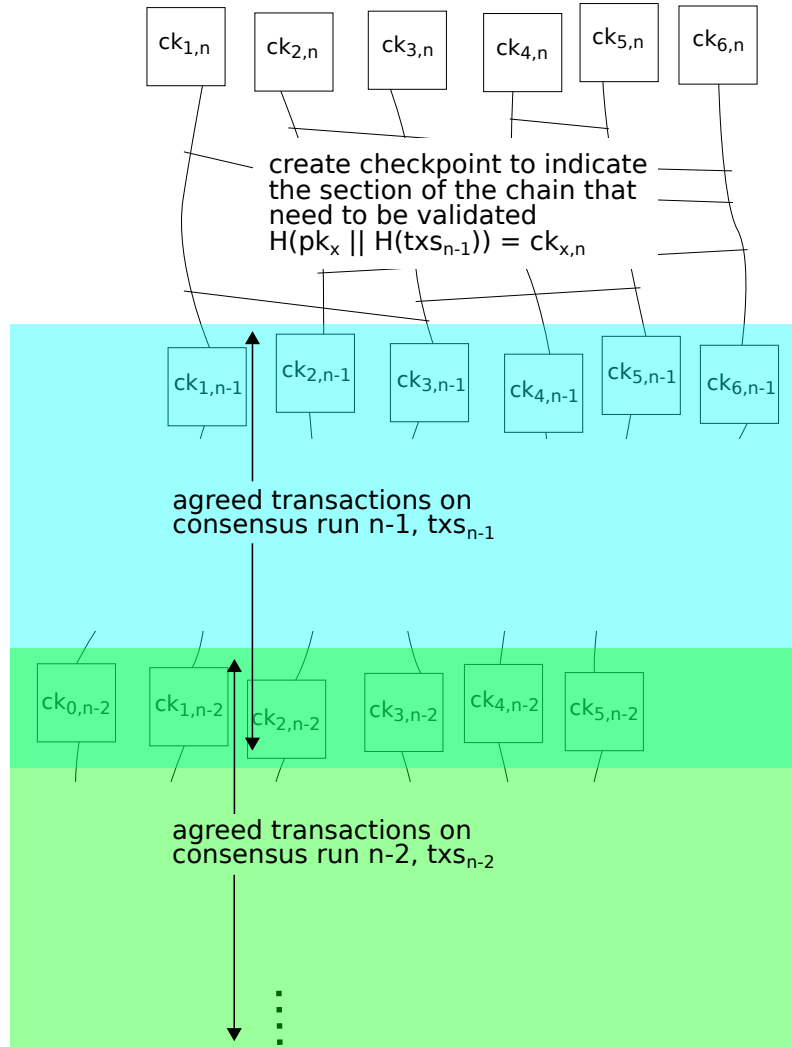 ck₁,ₙ ck₂,ₙ ck₃,ₙ ck₄,ₙ ck₅,ₙ ck₆,ₙ
create checkpoint to indicate
the section of the chain that
need to be validated
H(pkₓ || H(txsₙ₋₁)) = ckₓ,ₙ
ck₁,ₙ₋₁ ck₂,ₙ₋₁ ck₃,ₙ₋₁ ck₄,ₙ₋₁ ck₅,ₙ₋₁ ck₆,ₙ₋₁
agreed transactions on
consensus run n-1, txsₙ₋₁
ck₀,ₙ₋₂ ck₁,ₙ₋₂ ck₂,ₙ₋₂ ck₃,ₙ₋₂ ck₄,ₙ₋₂ ck₅,ₙ₋₂
agreed transactions on
consensus run n-2, txsₙ₋₂